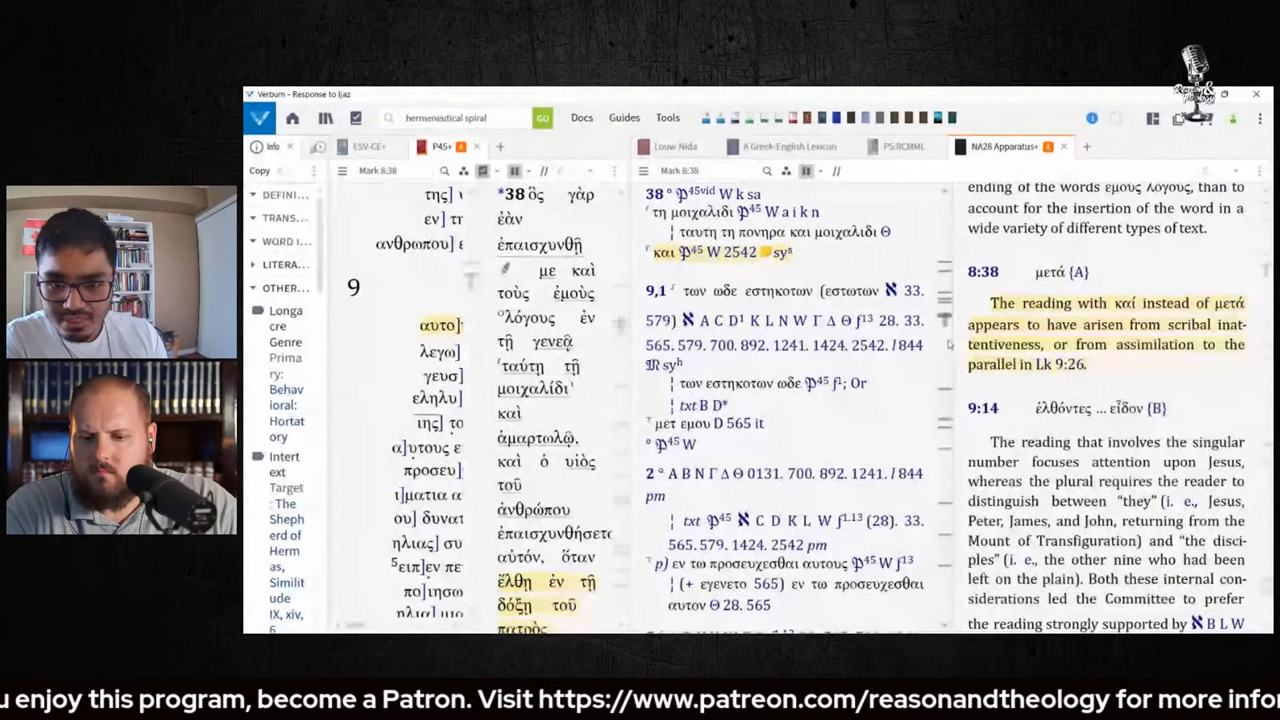 Verbum - Response to Ijaz
hermeneutical spiral
GO
Docs
Guides
Tools
Info
ESV-CE+
P45+
A
Louw Nida
A Greek-English Lexicon
PS:RCMML
NA28 Apparatus+
A
Copy
Mark 8:38
Mark 8:38
DEFINI...
TRANS...
WORD I...
LITERA...
OTHER...
Longa
cre
Genre
Prima
ry:
Behav
ioral:
Hortat
ory
Intert
ext
Target
: The
Sheph
erd of
Herm
as,
Similit
ude
IX, xiv,
6
της]
εν] τη
ανθρωπου] ε
9
αυτο]
λεγω]
γευσ]
εληλυ]
ιης] το
α]υτους ε
προσευ]
ι]ματια α
ου] δυνατ
ηλιας] συ
5ειπ]εν πε
πο]ιησω
ηλια] μω
*38 ὃς γὰρ
ἐὰν
ἐπαισχυνθῇ
με καὶ
τοὺς ἐμοὺς
°λόγους ἐν
τῇ γενεᾷ
⸂ταύτῃ τῇ
μοιχαλίδι⸃
καὶ
ἁμαρτωλῷ,
καὶ ὁ υἱὸς
τοῦ
ἀνθρώπου
ἐπαισχυνθήσετα
αὐτόν, ὅταν
ἔλθῃ ἐν τῇ
δόξῃ τοῦ
πατρὸς
38 ° 𝔓45vid W k sa
⸂ τη μοιχαλιδι 𝔓45 W a i k n
¦ ταυτη τη πονηρα και μοιχαλιδι Θ
⸀ και 𝔓45 W 2542 sys
9,1 ⸂ των ωδε εστηκοτων (εστωτων ℵ 33.
579) ℵ A C D1 K L N W Γ Δ Θ ƒ13 28. 33.
565. 579. 700. 892. 1241. 1424. 2542. l 844
𝔐 syh
¦ των εστηκοτων ωδε 𝔓45 ƒ1; Or
¦ txt B D*
⸆ μετ εμου D 565 it
° 𝔓45 W
2 ° A B N Γ Δ Θ 0131. 700. 892. 1241. l 844
pm
¦ txt 𝔓45 ℵ C D K L W ƒ1.13 (28). 33.
565. 579. 1424. 2542 pm
⸆ p) εν τω προσευχεσθαι αυτους 𝔓45 W ƒ13
¦ (+ εγενετο 565) εν τω προσευχεσθαι
αυτον Θ 28. 565
ending of the words ἐμοὺς λόγους, than to
account for the insertion of the word in a
wide variety of different types of text.
8:38 μετά {A}
The reading with καί instead of μετά
appears to have arisen from scribal inat-
tentiveness, or from assimilation to the
parallel in Lk 9:26.
9:14 ἐλθόντες ... εἶδον {B}
The reading that involves the singular
number focuses attention upon Jesus,
whereas the plural requires the reader to
distinguish between “they” (i. e., Jesus,
Peter, James, and John, returning from the
Mount of Transfiguration) and “the disci-
ples” (i. e., the other nine who had been
left on the plain). Both these internal con-
siderations led the Committee to prefer
the reading strongly supported by ℵ B L W
u enjoy this program, become a Patron. Visit https://www.patreon.com/reasonandtheology for more infor